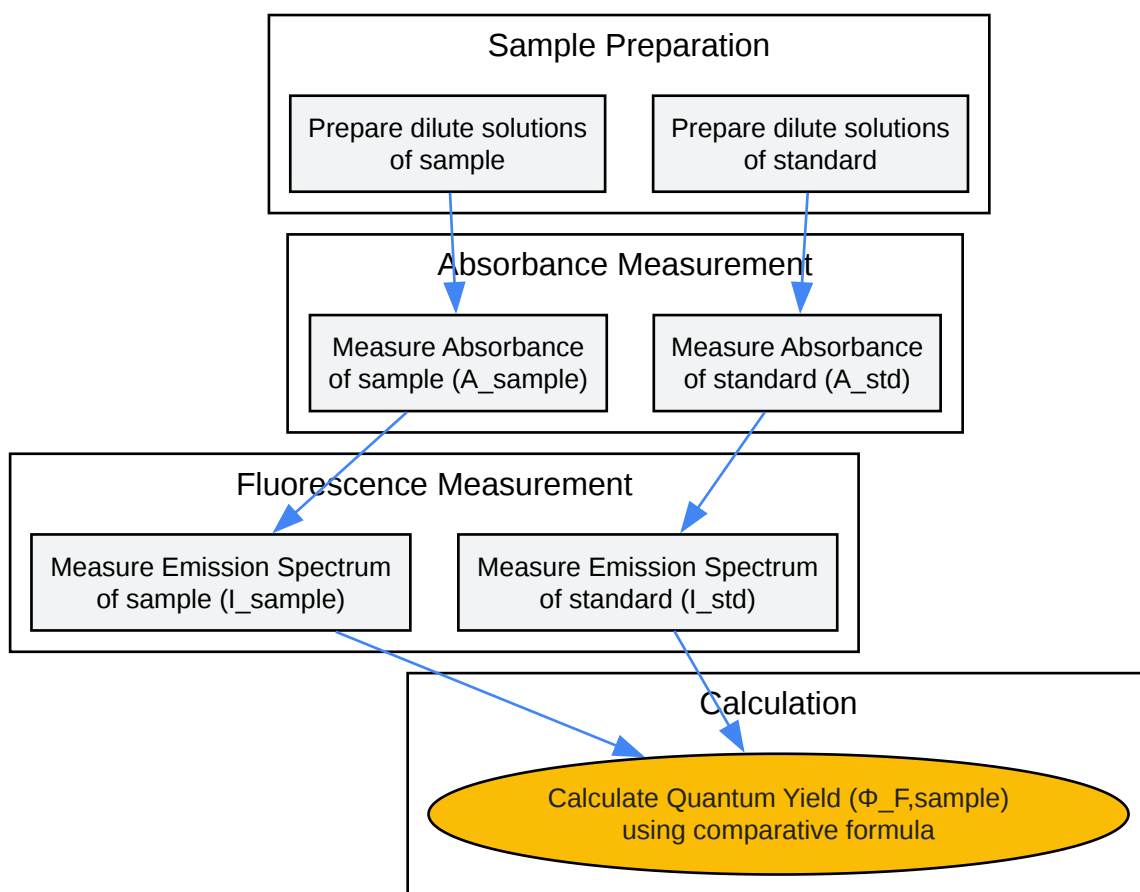 Sample Preparation
Prepare dilute solutions
of sample
Prepare dilute solutions
of standard
Absorbance Measurement
Measure Absorbance
of sample (A_sample)
Measure Absorbance
of standard (A_std)
Fluorescence Measurement
Measure Emission Spectrum
of sample (I_sample)
Measure Emission Spectrum
of standard (I_std)
Calculation
Calculate Quantum Yield (Φ_F,sample)
using comparative formula